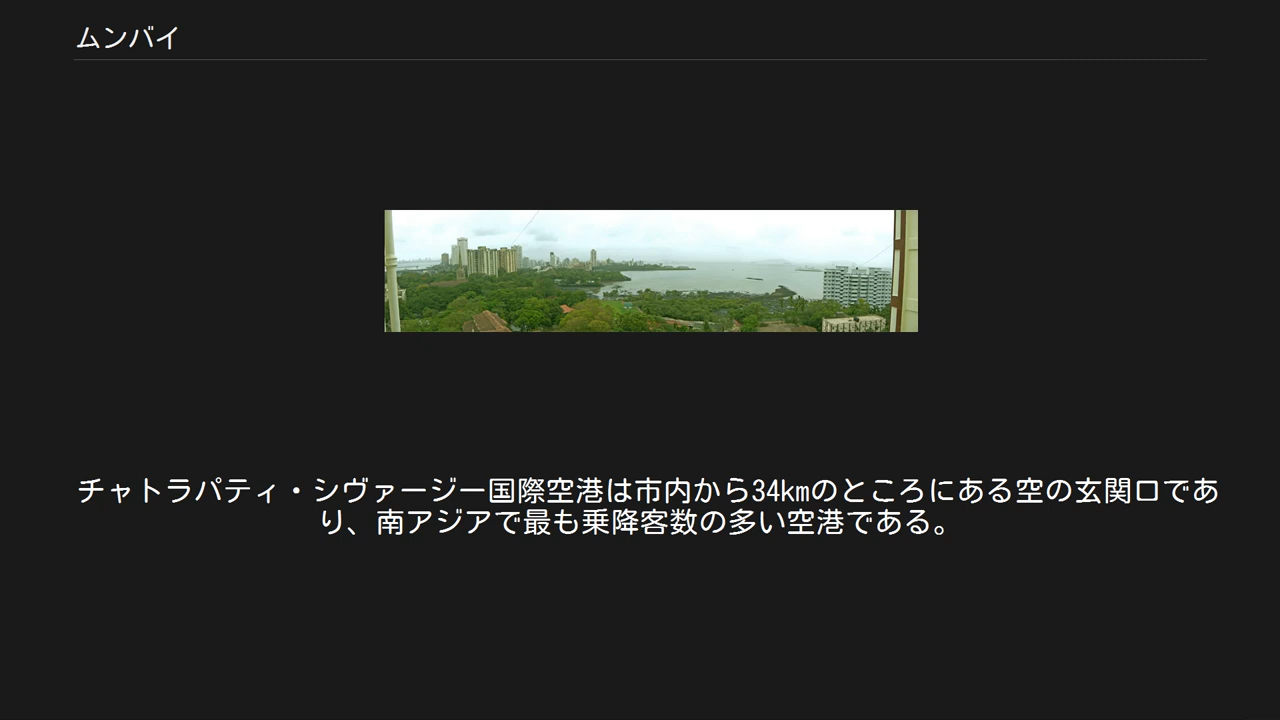 ムンバイ
チャトラパティ・シヴァージー国際空港は市内から34kmのところにある空の玄関口であ
り、南アジアで最も乗降客数の多い空港である。